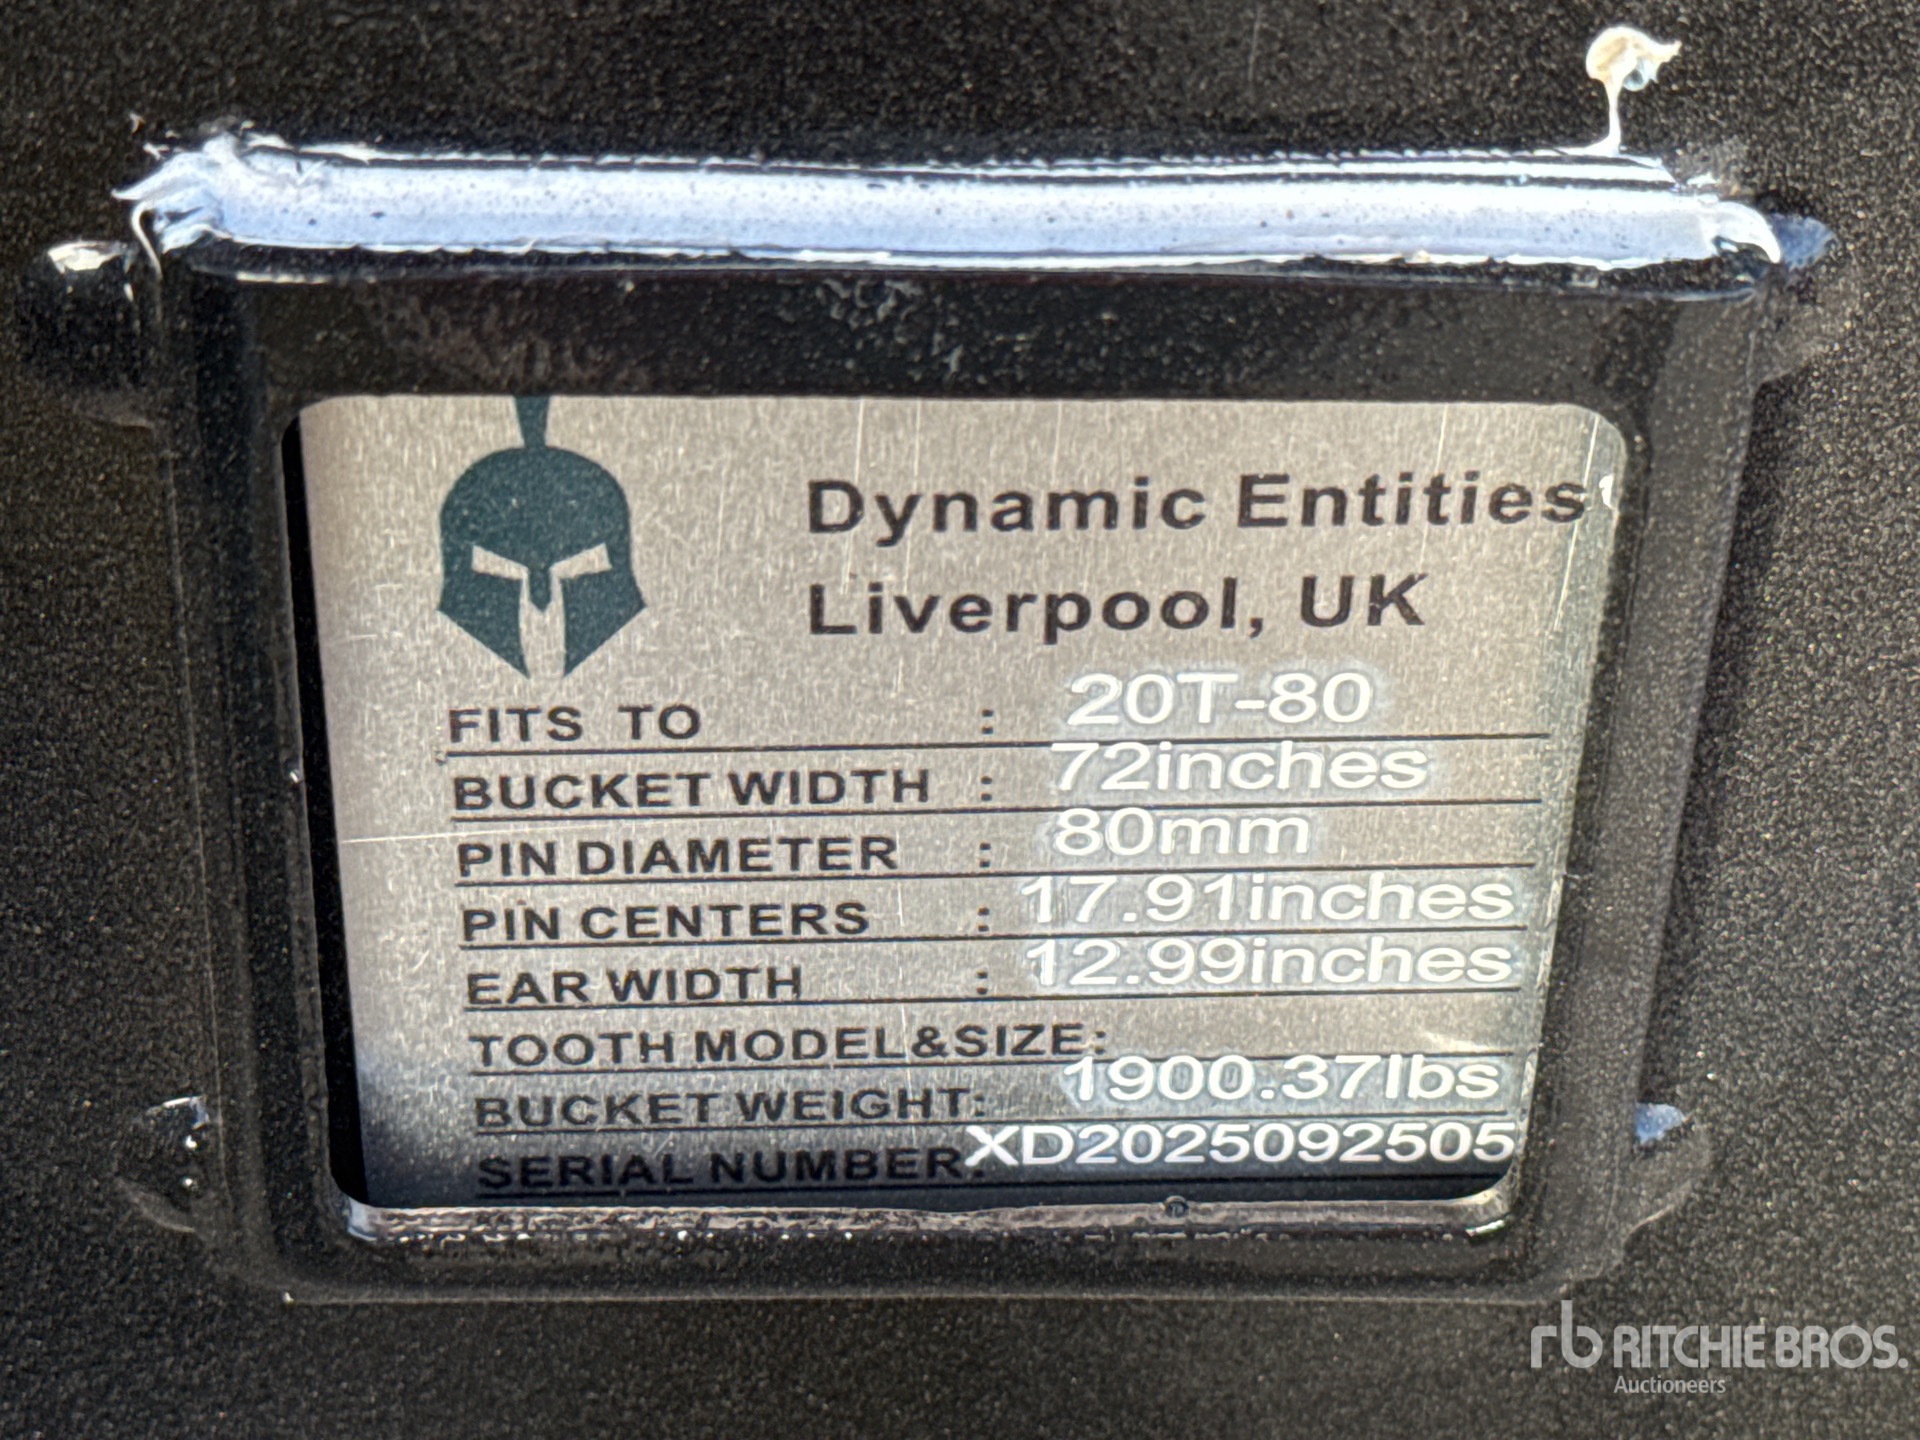 Dynamic Entities
Liverpool, UK
FITS TO : 20T-80
BUCKET WIDTH : 72inches
PIN DIAMETER : 80mm
PIN CENTERS : 17.91inches
EAR WIDTH : 12.99inches
TOOTH MODEL&SIZE:
BUCKET WEIGHT: 1900.37lbs
SERIAL NUMBER: XD2025092505
rb RITCHIE BROS.
Auctioneers